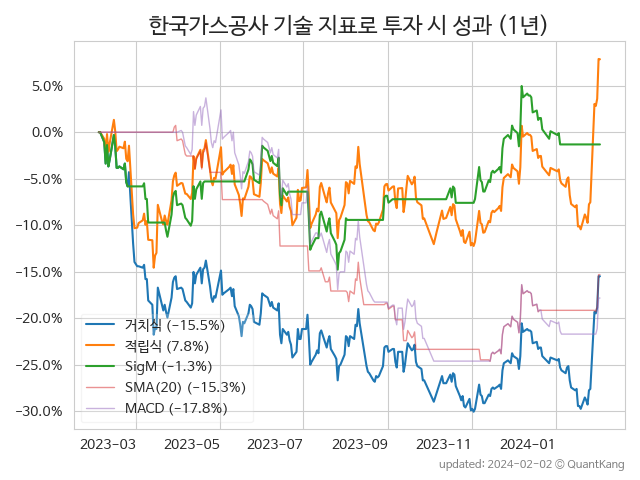 한국가스공사 기술 지표로 투자 시 성과 (1년)
5.0%
0.0%
−5.0%
−10.0%
−15.0%
−20.0%
−25.0%
−30.0%
거치식 (−15.5%)
적립식 (7.8%)
SigM (−1.3%)
SMA(20) (−15.3%)
MACD (−17.8%)
2023-03 2023-05 2023-07 2023-09 2023-11 2024-01
updated: 2024-02-02 © QuantKang